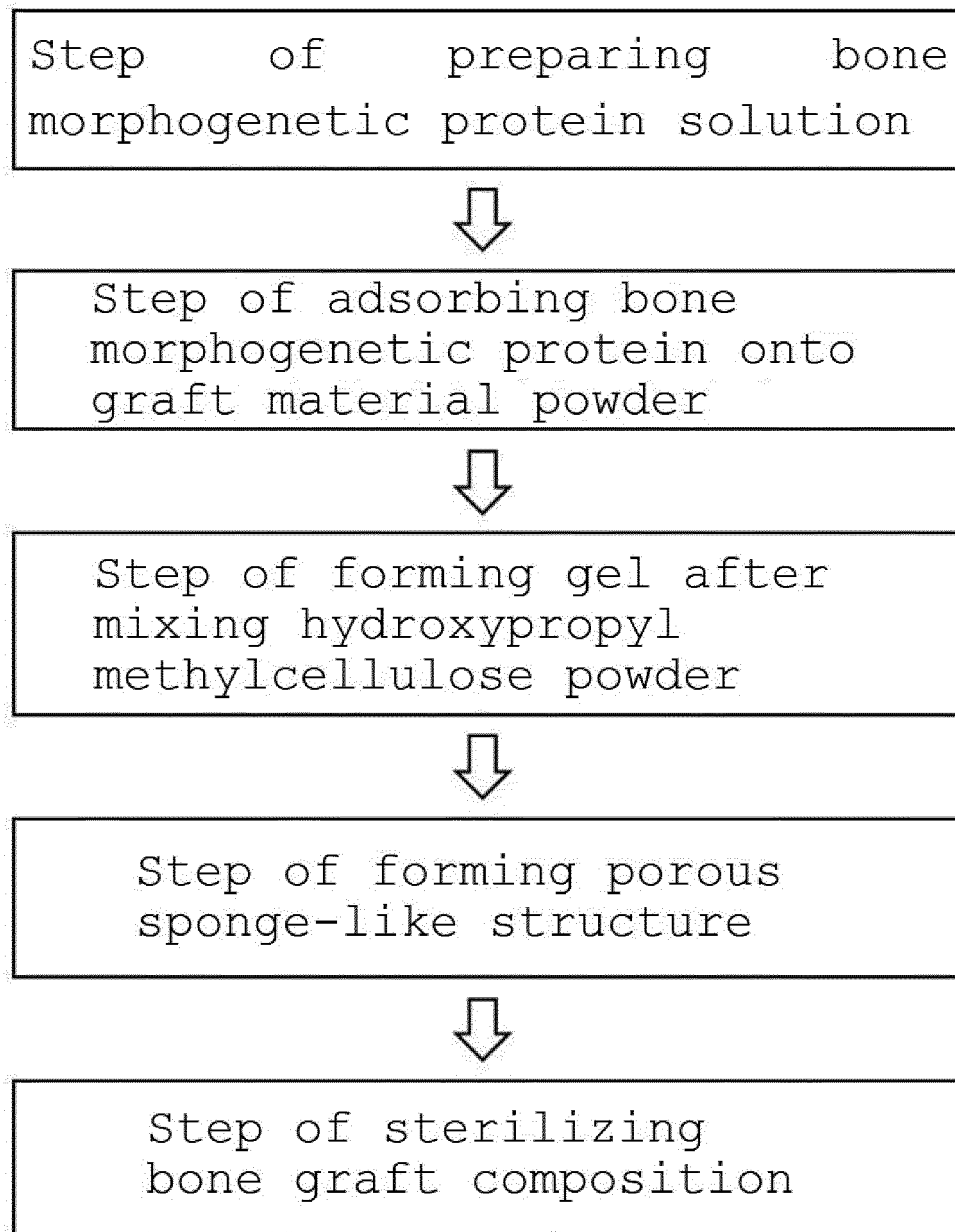 Step of preparing bone
morphogenetic protein solution
Step of adsorbing bone
morphogenetic protein onto
graft material powder
Step of forming gel after
mixing hydroxypropyl
methylcellulose powder
Step of forming porous
sponge-like structure
Step of sterilizing
bone graft composition